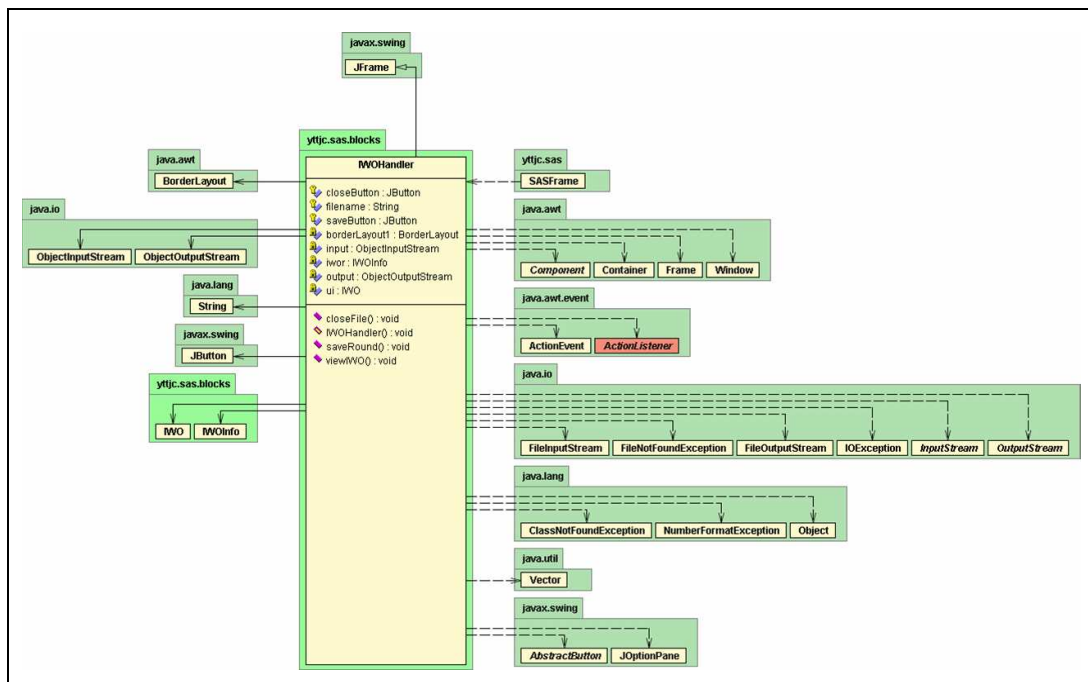 javax.swing
JFrame
yttjc.sas.blocks
IWOHandler
closeButton : JButton
filename : String
saveButton : JButton
borderLayout1 : BorderLayout
input : ObjectInputStream
iwor : IWOInfo
output : ObjectOutputStream
ui : IWO
closeFile() : void
IWOHandler() : void
saveRound() : void
viewIWO() : void
java.awt
BorderLayout
java.io
ObjectInputStream
ObjectOutputStream
java.lang
String
javax.swing
JButton
yttjc.sas.blocks
IWO
IWOInfo
yttjc.sas
SASFrame
java.awt
Component
Container
Frame
Window
java.awt.event
ActionEvent
ActionListener
java.io
FileInputStream
FileNotFoundException
FileOutputStream
IOException
InputStream
OutputStream
java.lang
ClassNotFoundException
NumberFormatException
Object
java.util
Vector
javax.swing
AbstractButton
JOptionPane